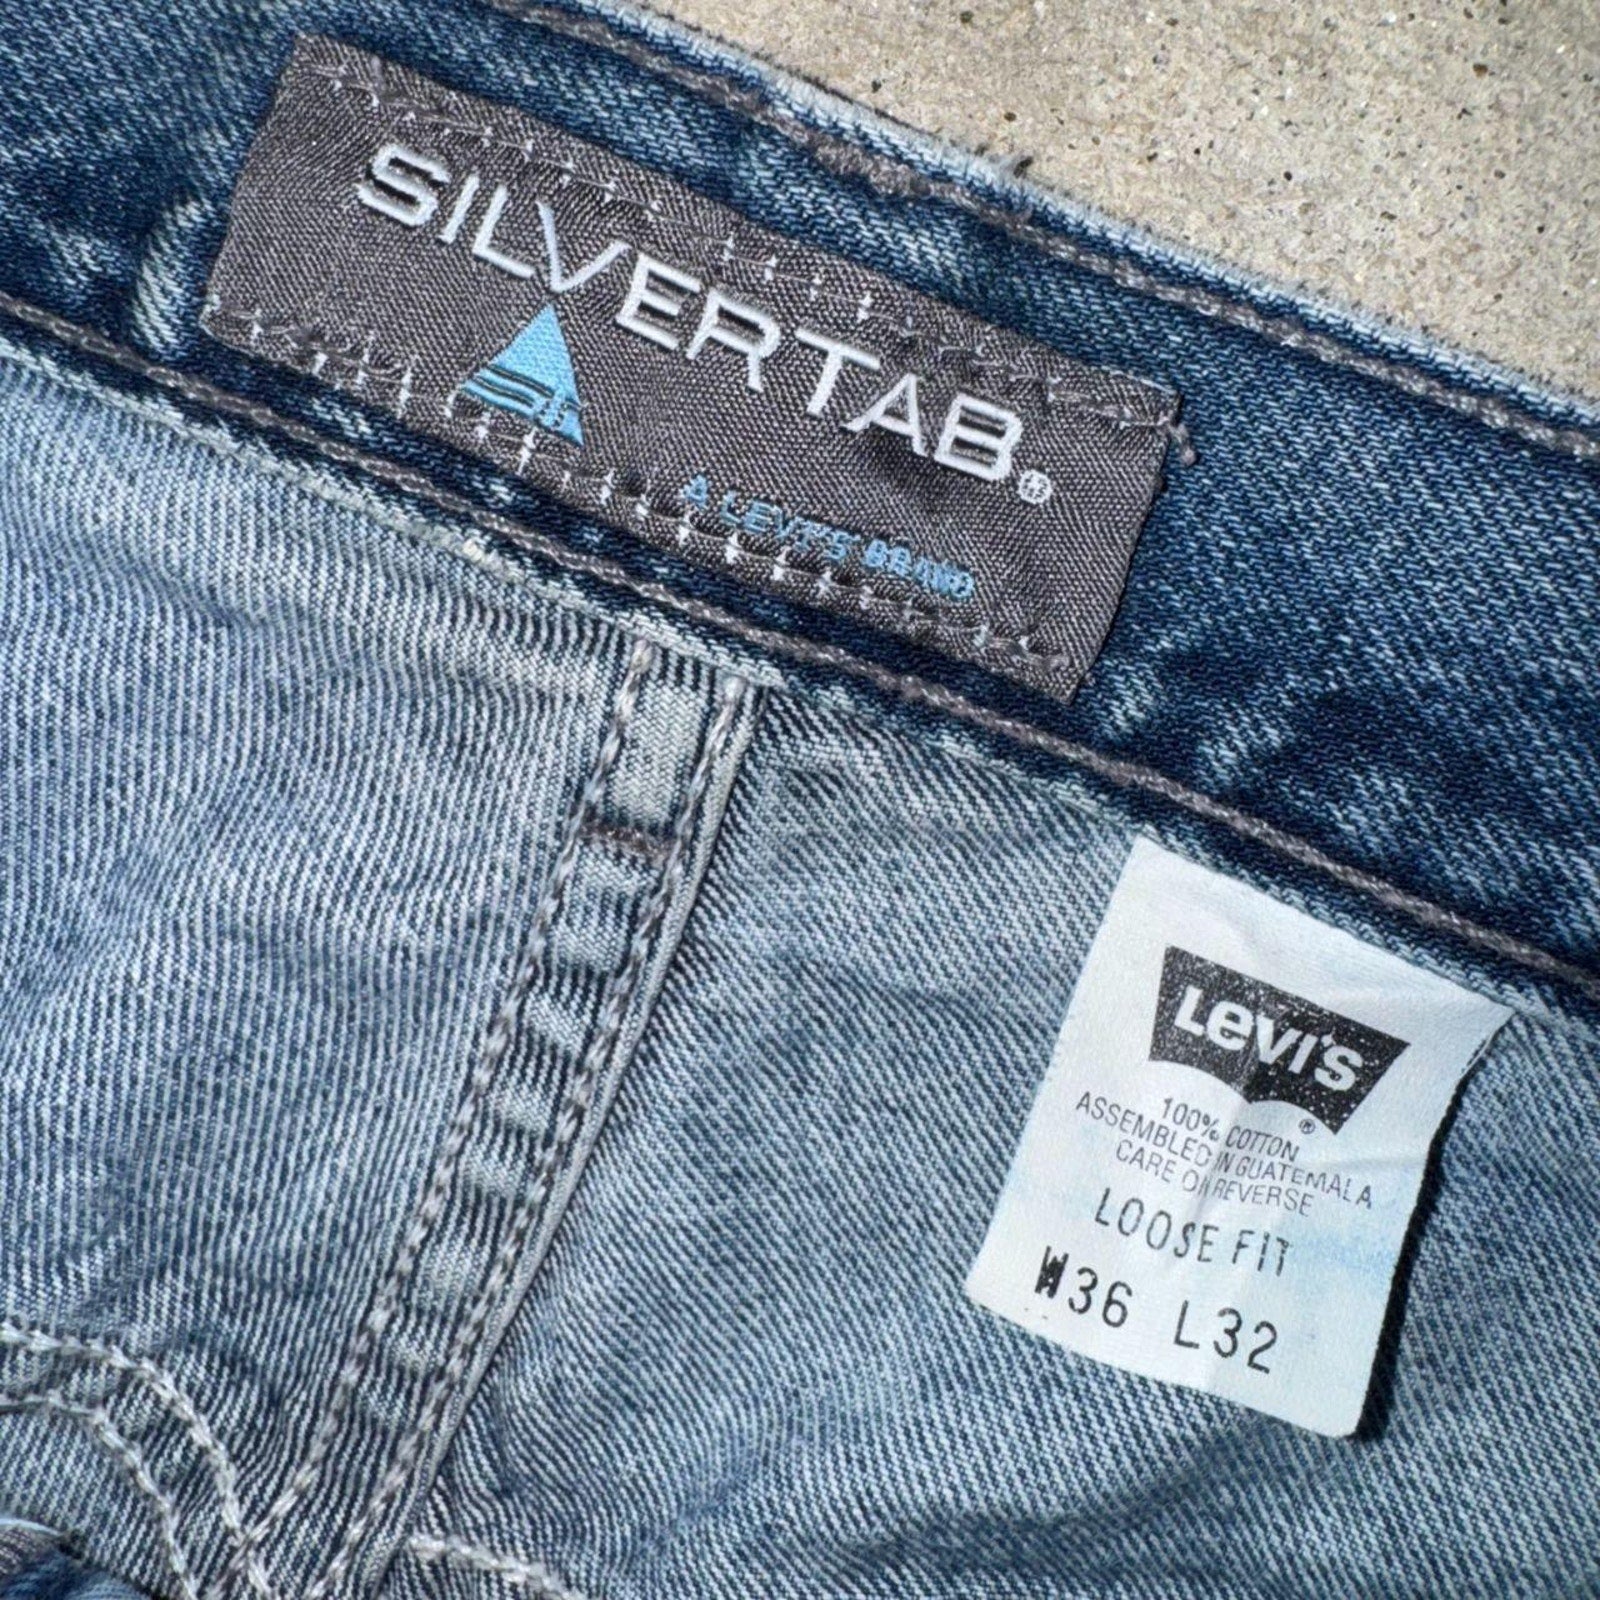 SILVERTAB®
A LEVI'S BRAND
Levi's
®
100% COTTON
ASSEMBLED IN GUATEMALA
CARE ON REVERSE
LOOSE FIT
W36 L32